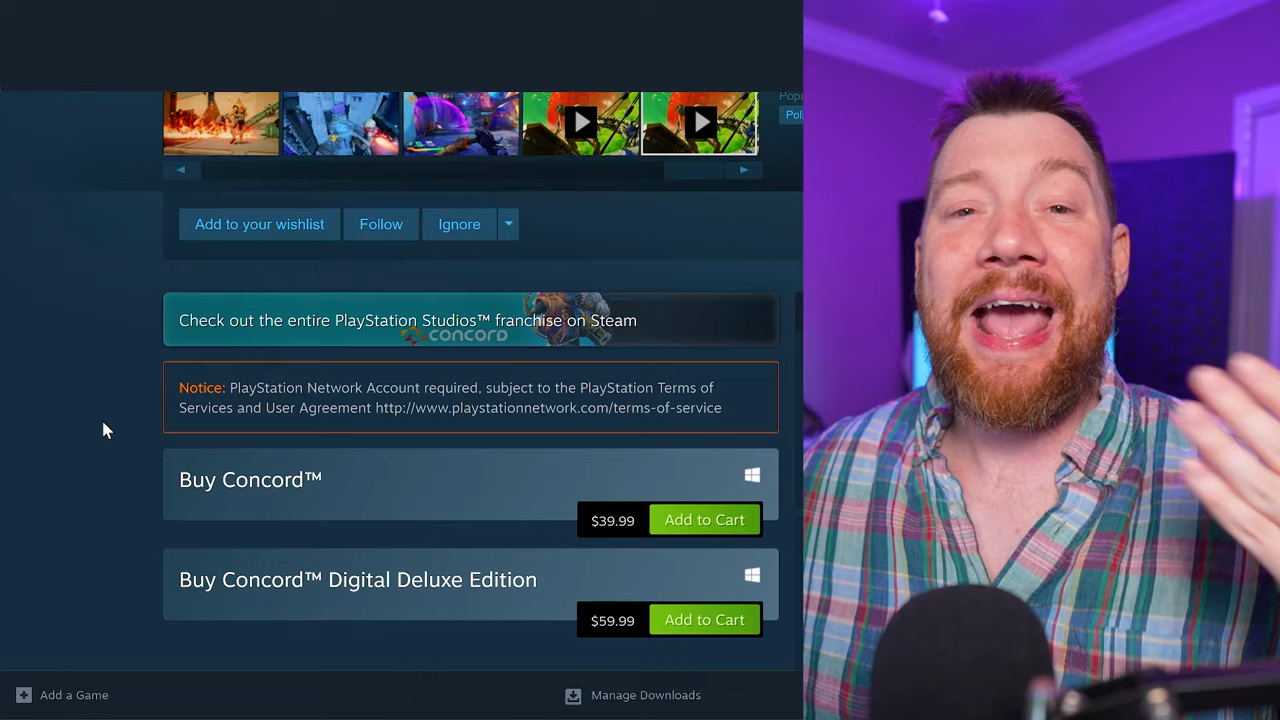 Add to your wishlist
Follow
Ignore
Check out the entire PlayStation Studios™ franchise on Steam
concord
Notice: PlayStation Network Account required, subject to the PlayStation Terms of
Services and User Agreement http://www.playstationnetwork.com/terms-of-service
Buy Concord™
$39.99 Add to Cart
Buy Concord™ Digital Deluxe Edition
$59.99 Add to Cart
Add a Game
Manage Downloads